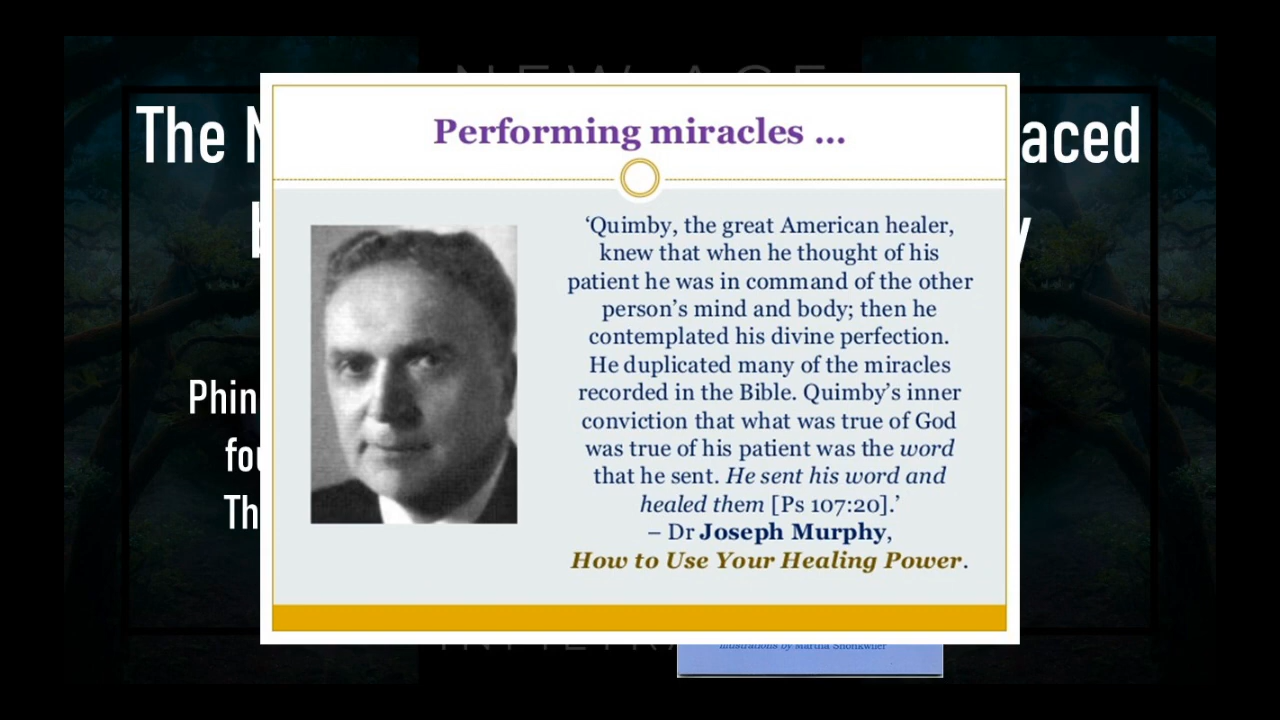 The
aced
Performing miracles ...
‘Quimby, the great American healer,
knew that when he thought of his
patient he was in command of the other
person’s mind and body; then he
contemplated his divine perfection.
He duplicated many of the miracles
recorded in the Bible. Quimby’s inner
conviction that what was true of God
was true of his patient was the word
that he sent. He sent his word and
healed them [Ps 107:20].’
– Dr Joseph Murphy,
How to Use Your Healing Power.
Phin
fou
Th
illustrations by Martha Shonkwiler